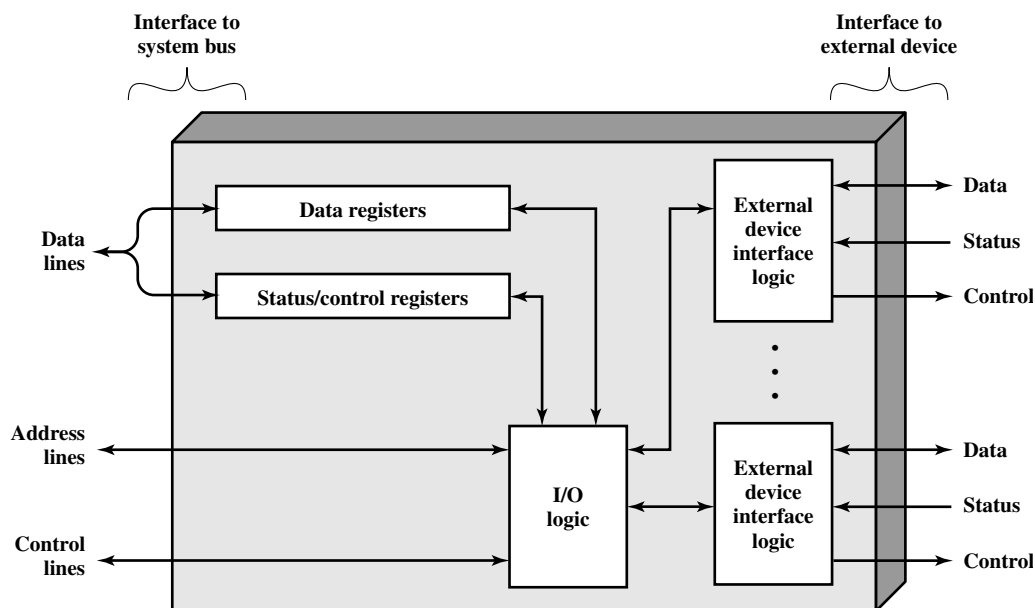 Interface to
system bus
Interface to
external device
Data registers
Status/control registers
Data
lines
Address
lines
Control
lines
I/O
logic
External
device
interface
logic
Data
Status
Control
External
device
interface
logic
Data
Status
Control